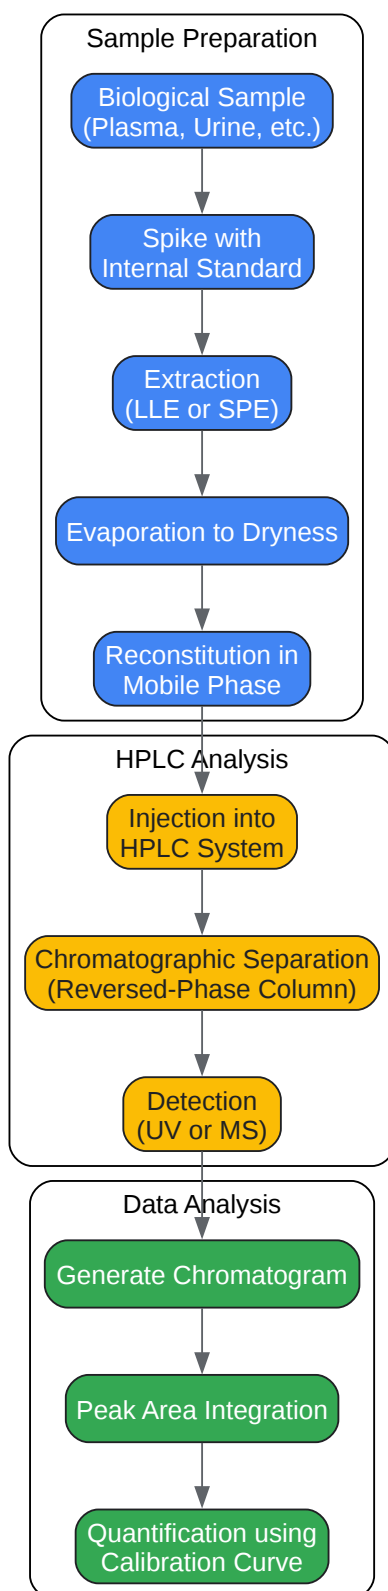 Sample Preparation
Biological Sample
(Plasma, Urine, etc.)
Spike with
Internal Standard
Extraction
(LLE or SPE)
Evaporation to Dryness
Reconstitution in
Mobile Phase
HPLC Analysis
Injection into
HPLC System
Chromatographic Separation
(Reversed-Phase Column)
Detection
(UV or MS)
Data Analysis
Generate Chromatogram
Peak Area Integration
Quantification using
Calibration Curve